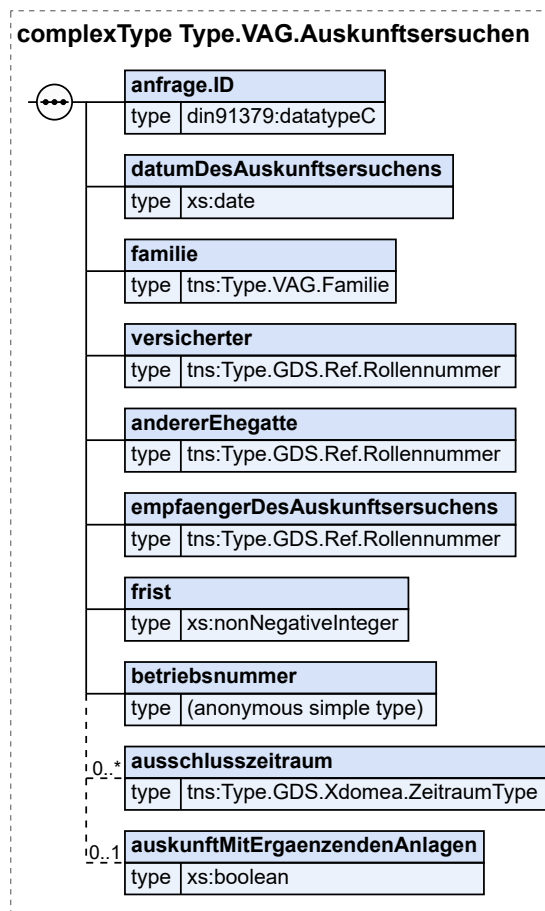 complexType Type.VAG.Auskunftsersuchen
anfrage.ID
type din91379:datatypeC
datumDesAuskunftsersuchens
type xs:date
familie
type tns:Type.VAG.Familie
versicherter
type tns:Type.GDS.Ref.Rollennummer
andererEhegatte
type tns:Type.GDS.Ref.Rollennummer
empfaengerDesAuskunftsersuchens
type tns:Type.GDS.Ref.Rollennummer
frist
type xs:nonNegativeInteger
betriebsnummer
type (anonymous simple type)
0..* ausschlusszeitraum
type tns:Type.GDS.Xdomea.ZeitraumType
0..1 auskunftMitErgaenzendenAnlagen
type xs:boolean